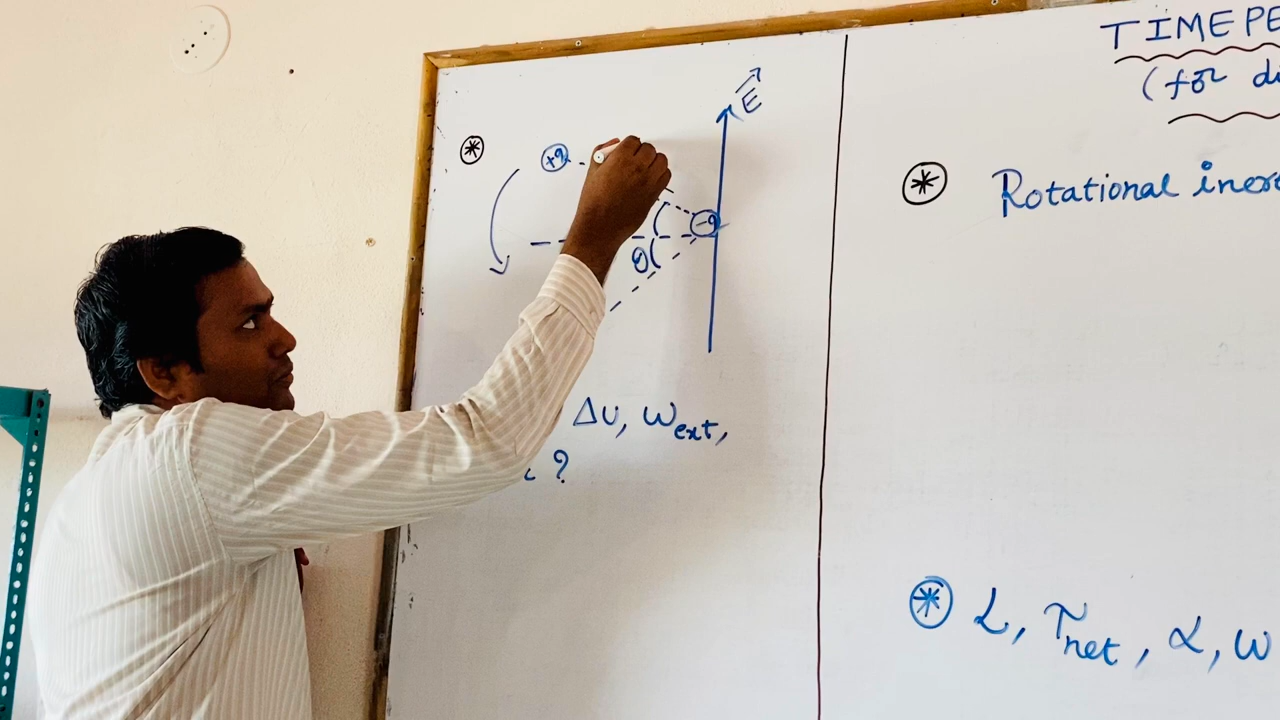 E
+q
-q
θ
ΔU, Wext,
?
TIMEPE
(for di
Rotational iner
L, τnet, α, ω